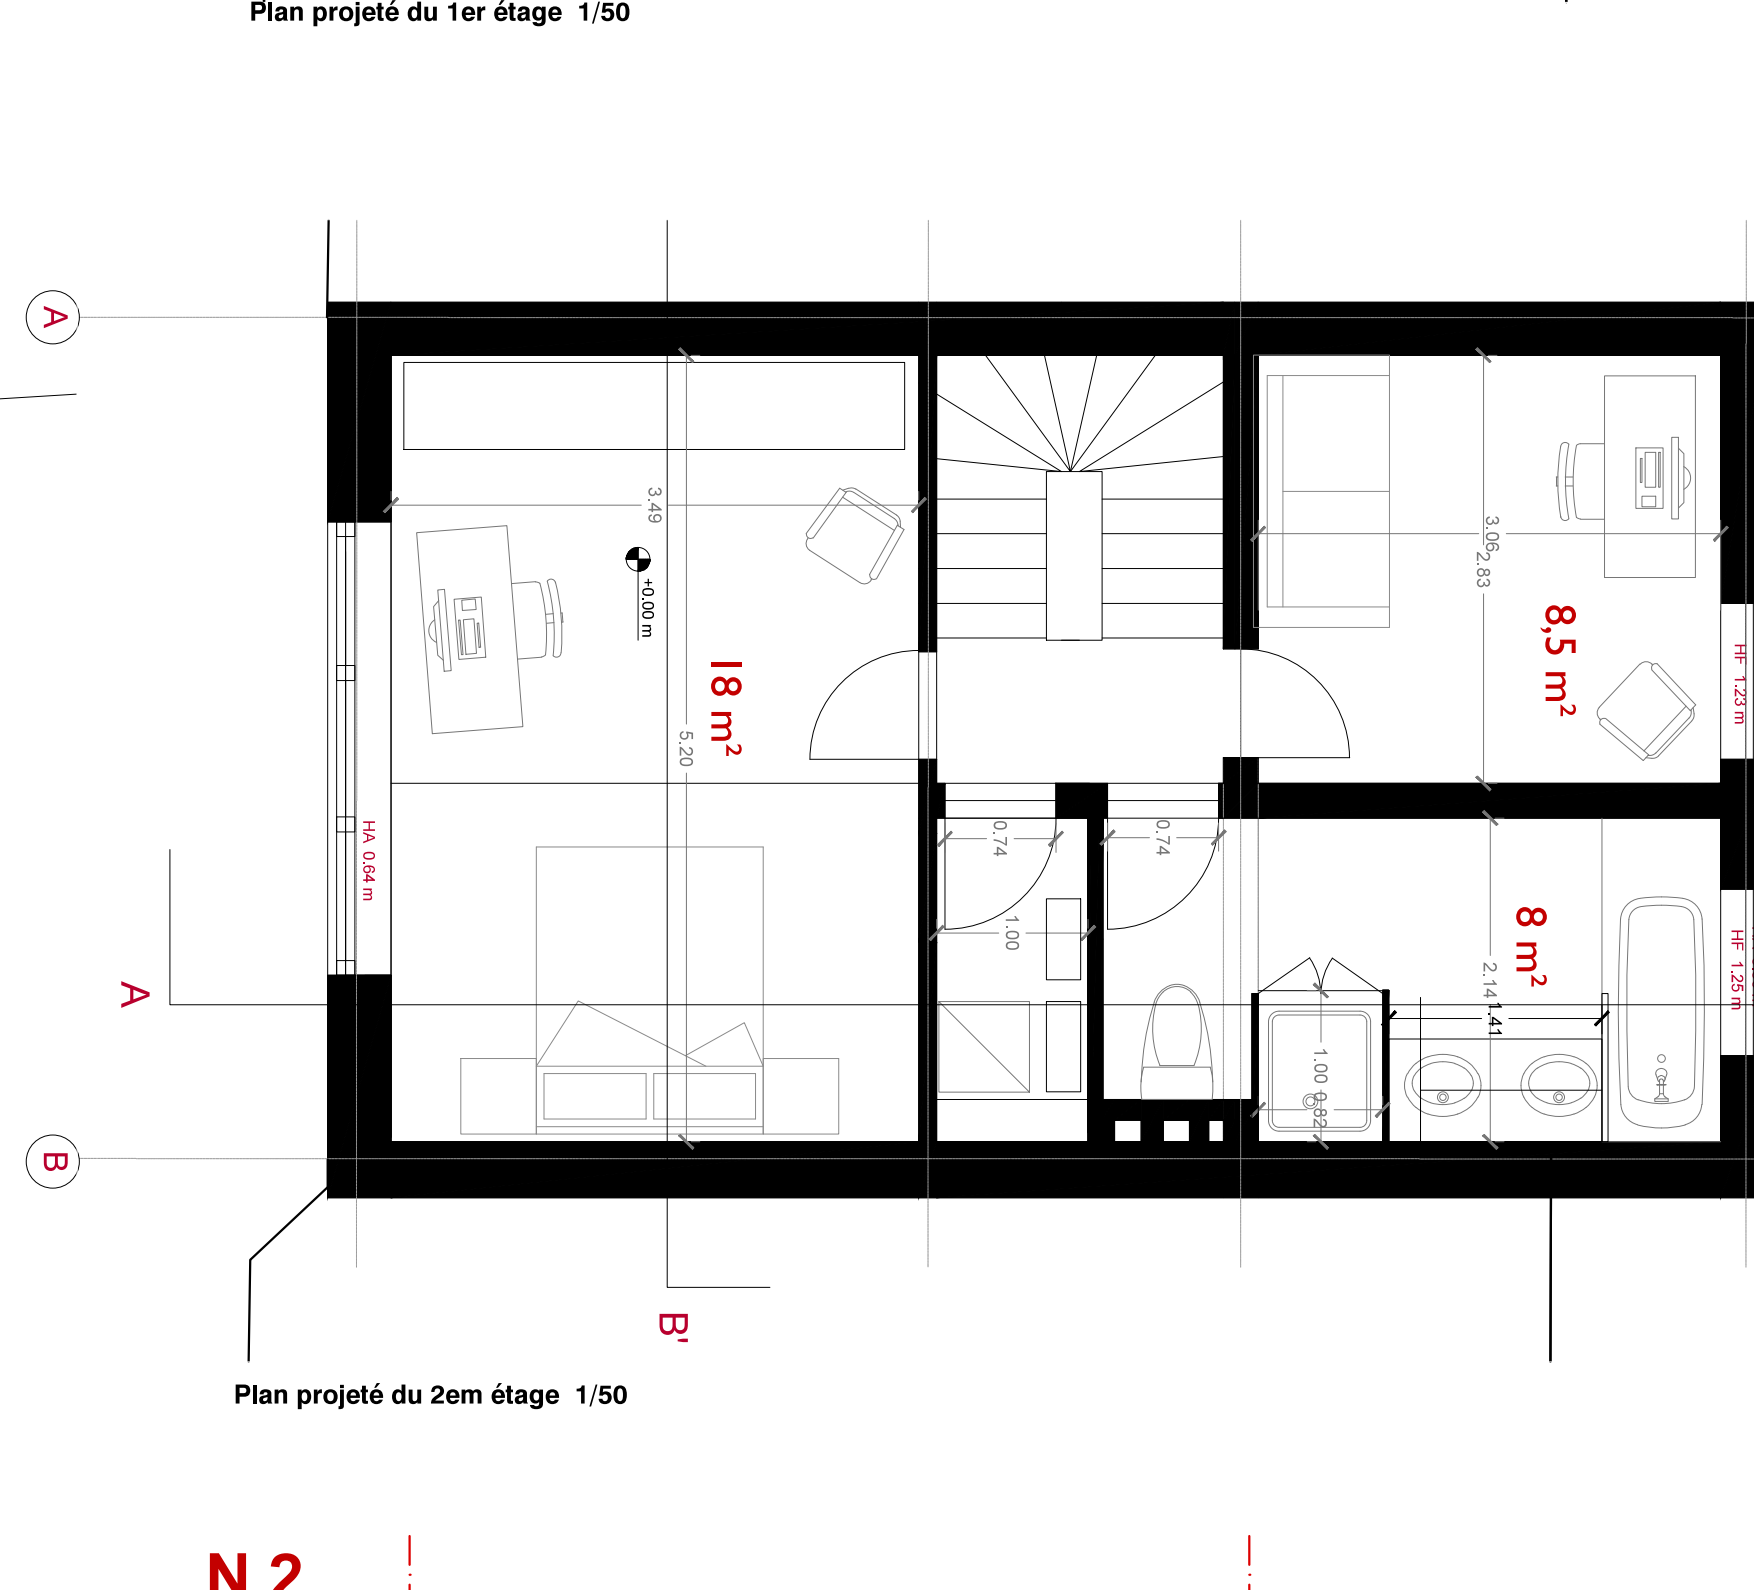 Plan projeté du 1er étage 1/50
A
3.49
+0.00 m
18 m²
5.20
HA 0.64 m
3.06
2.83
8,5 m²
HF 1.23 m
0.74
0.74
1.00
8 m²
2.14
1.41
HF 1.25 m
1.00
0.82
A
B
B'
Plan projeté du 2em étage 1/50
N 2